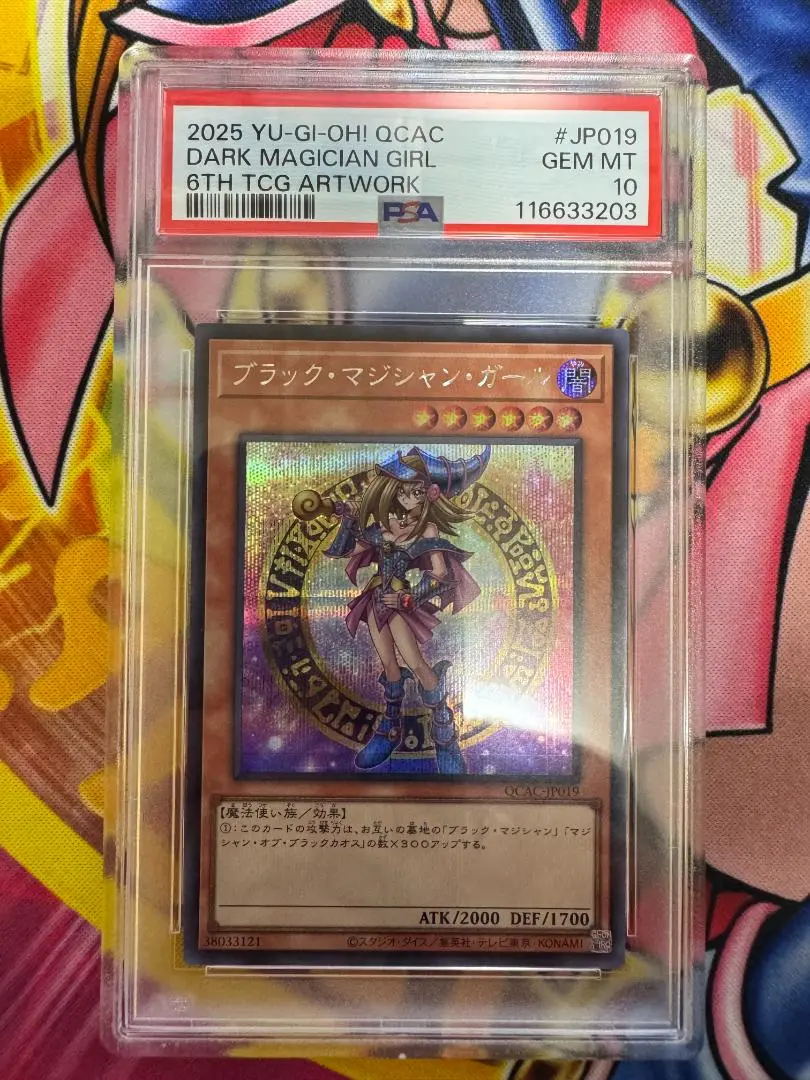 2025 YU-GI-OH! QCAC #JP019
DARK MAGICIAN GIRL GEM MT
6TH TCG ARTWORK 10
PSA 116633203
ブラック・マジシャン・ガール 闇
QCAC-JP019
【魔法使い族／効果】
①：このカードの攻撃力は、お互いの墓地の「ブラック・マジシャン」「マジ
シャン・オブ・ブラックカオス」の数×３００アップする。
ATK/2000 DEF/1700
38033121 ©スタジオ・ダイス／集英社・テレビ東京・KONAMI